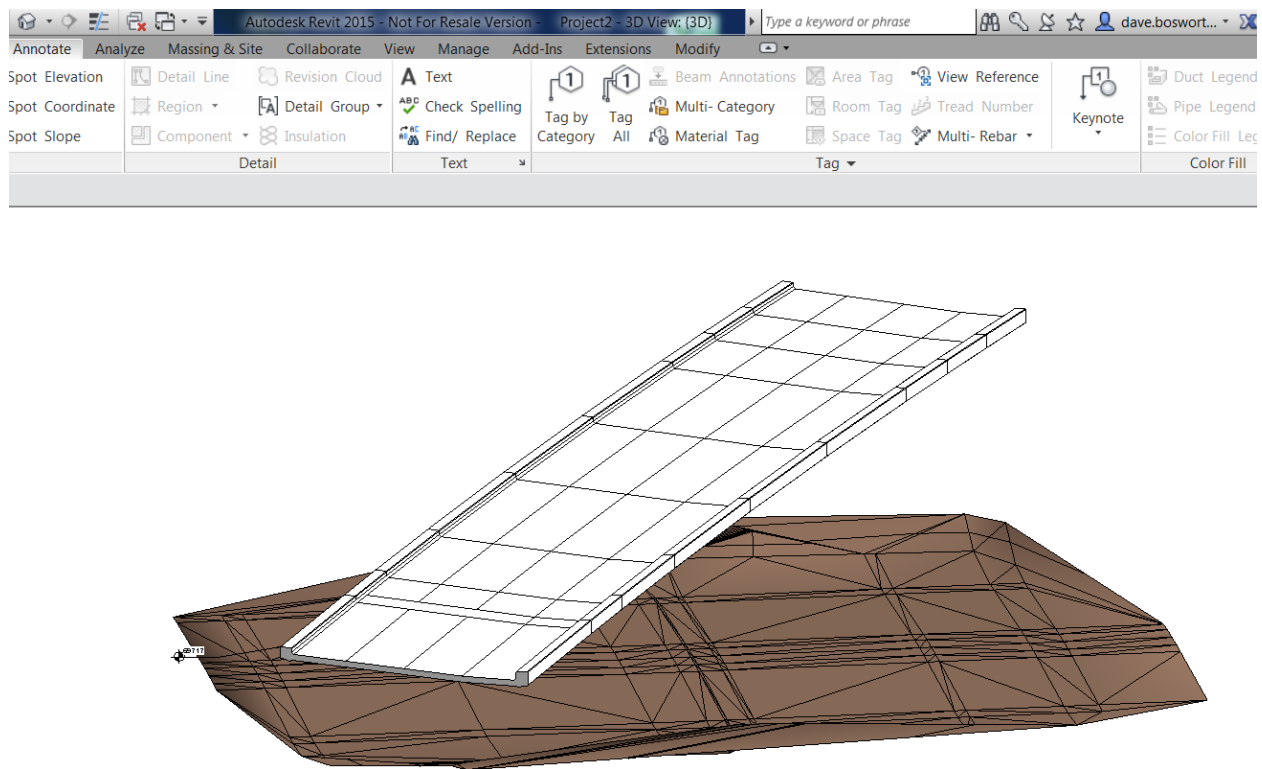 Autodesk Revit 2015 - Not For Resale Version - Project2 - 3D View: {3D} Type a keyword or phrase dave.boswort...
Annotate Analyze Massing & Site Collaborate View Manage Add-Ins Extensions Modify
Spot Elevation Detail Line Revision Cloud A Text Beam Annotations Area Tag View Reference Duct Legend
Spot Coordinate Region Detail Group ABC Check Spelling Tag by Category Tag All Multi- Category Room Tag Tread Number Keynote Pipe Legend
Spot Slope Component Insulation Find/ Replace Material Tag Space Tag Multi- Rebar Color Fill Leg
Detail Text Tag Color Fill
69717